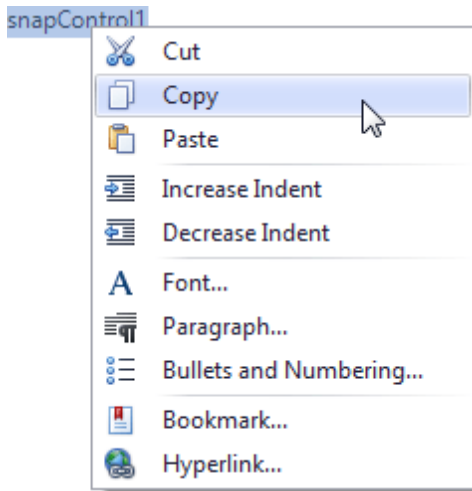 snapControl1
Cut
Copy
Paste
Increase Indent
Decrease Indent
Font...
Paragraph...
Bullets and Numbering...
Bookmark...
Hyperlink...